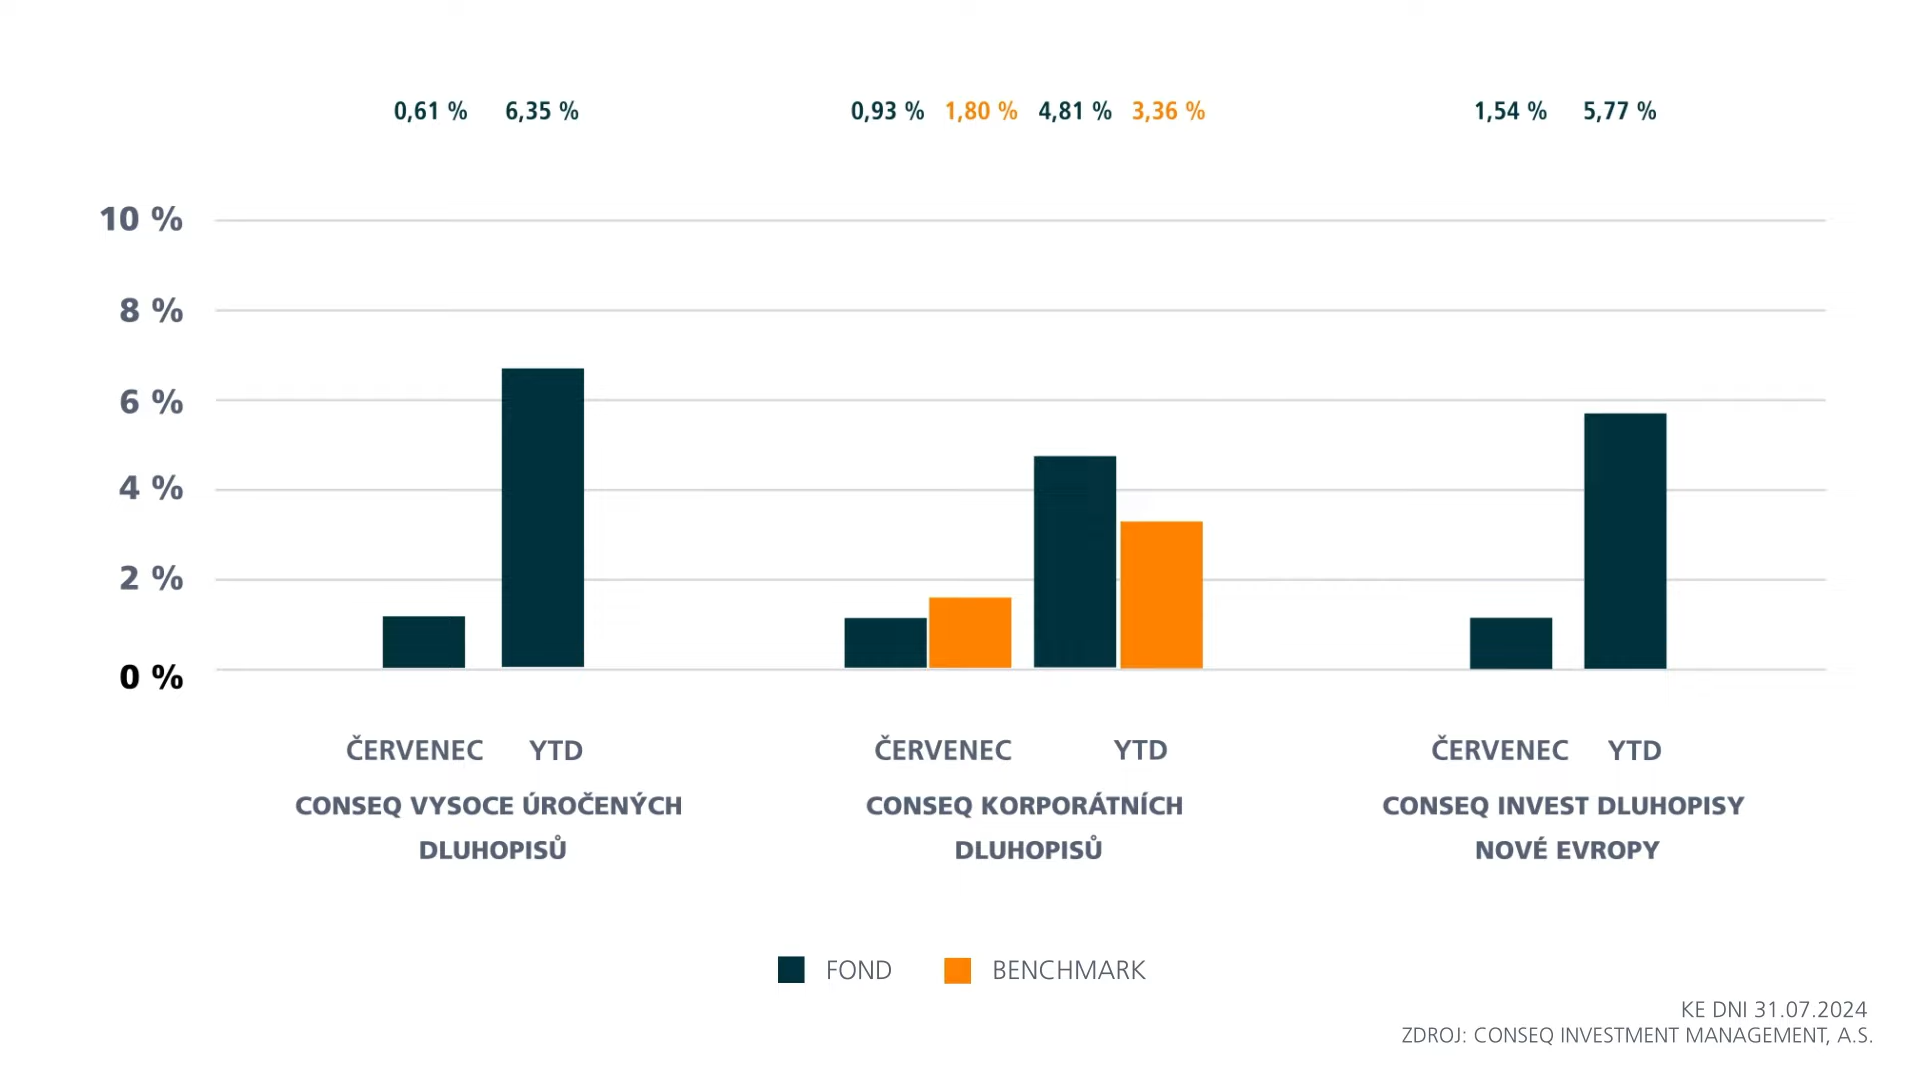 0,61 % 6,35 % 0,93 % 1,80 % 4,81 % 3,36 % 1,54 % 5,77 %
10 %
8 %
6 %
4 %
2 %
0 %
ČERVENEC YTD ČERVENEC YTD ČERVENEC YTD
CONSEQ VYSOCE ÚROČENÝCH
DLUHOPISŮ
CONSEQ KORPORÁTNÍCH
DLUHOPISŮ
CONSEQ INVEST DLUHOPISY
NOVÉ EVROPY
FOND BENCHMARK
KE DNI 31.07.2024
ZDROJ: CONSEQ INVESTMENT MANAGEMENT, A.S.